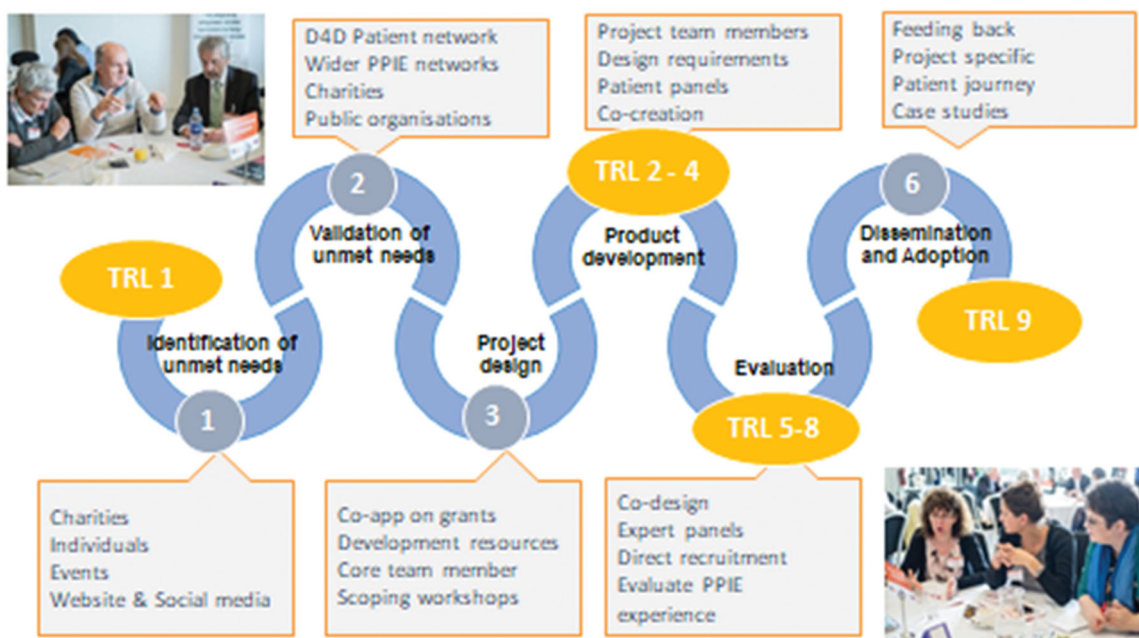 D4D Patient network
Wider PPIE networks
Charities
Public organisations
Project team members
Design requirements
Patient panels
Co-creation
Feeding back
Project specific
Patient journey
Case studies
2
TRL 2 - 4
6
Validation of
unmet needs
Product
development
Dissemination
and Adoption
TRL 1
TRL 9
Identification of
unmet needs
Project
design
Evaluation
1
3
TRL 5-8
Charities
Individuals
Events
Website & Social media
Co-app on grants
Development resources
Core team member
Scoping workshops
Co-design
Expert panels
Direct recruitment
Evaluate PPIE
experience